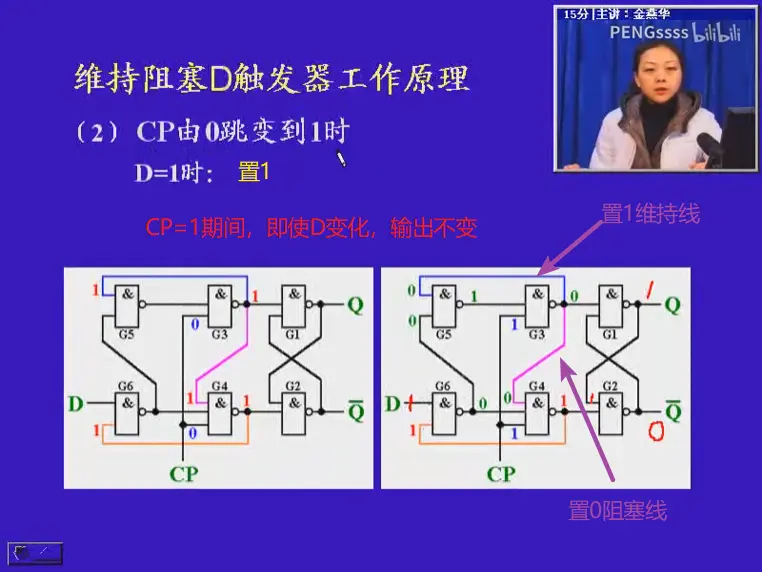 15分|主讲：金燕华
PENGssss bilibili
维持阻塞D触发器工作原理
（2）CP由0跳变到1时
D=1时： 置1
CP=1期间，即使D变化，输出不变
置1维持线
1 & G5 0 & G3 1 & G1 Q
D & G6 1 1 & G4 0 1 & G2 Q̅
CP
0 0 & G5 1 1 & G3 0 & G1 1 Q
D 1 & G6 1 0 0 & G4 1 1 1 & G2 0 Q̅
CP
置0阻塞线